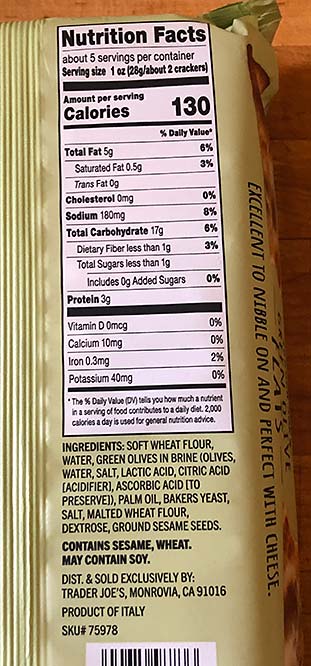 Nutrition Facts
about 5 servings per container
Serving size 1 oz (28g/about 2 crackers)
Amount per serving
Calories 130
% Daily Value*
Total Fat 5g 6%
Saturated Fat 0.5g 3%
Trans Fat 0g
Cholesterol 0mg 0%
Sodium 180mg 8%
Total Carbohydrate 17g 6%
Dietary Fiber less than 1g 3%
Total Sugars less than 1g
Includes 0g Added Sugars 0%
Protein 3g
Vitamin D 0mcg 0%
Calcium 10mg 0%
Iron 0.3mg 2%
Potassium 40mg 0%
* The % Daily Value (DV) tells you how much a nutrient
in a serving of food contributes to a daily diet. 2,000
calories a day is used for general nutrition advice.
INGREDIENTS: SOFT WHEAT FLOUR,
WATER, GREEN OLIVES IN BRINE (OLIVES,
WATER, SALT, LACTIC ACID, CITRIC ACID
[ACIDIFIER], ASCORBIC ACID [TO
PRESERVE]), PALM OIL, BAKERS YEAST,
SALT, MALTED WHEAT FLOUR,
DEXTROSE, GROUND SESAME SEEDS.
CONTAINS SESAME, WHEAT.
MAY CONTAIN SOY.
DIST. & SOLD EXCLUSIVELY BY:
TRADER JOE'S, MONROVIA, CA 91016
PRODUCT OF ITALY
SKU# 75978
EXCELLENT TO NIBBLE ON AND PERFECT WITH CHEESE.
OLIVE